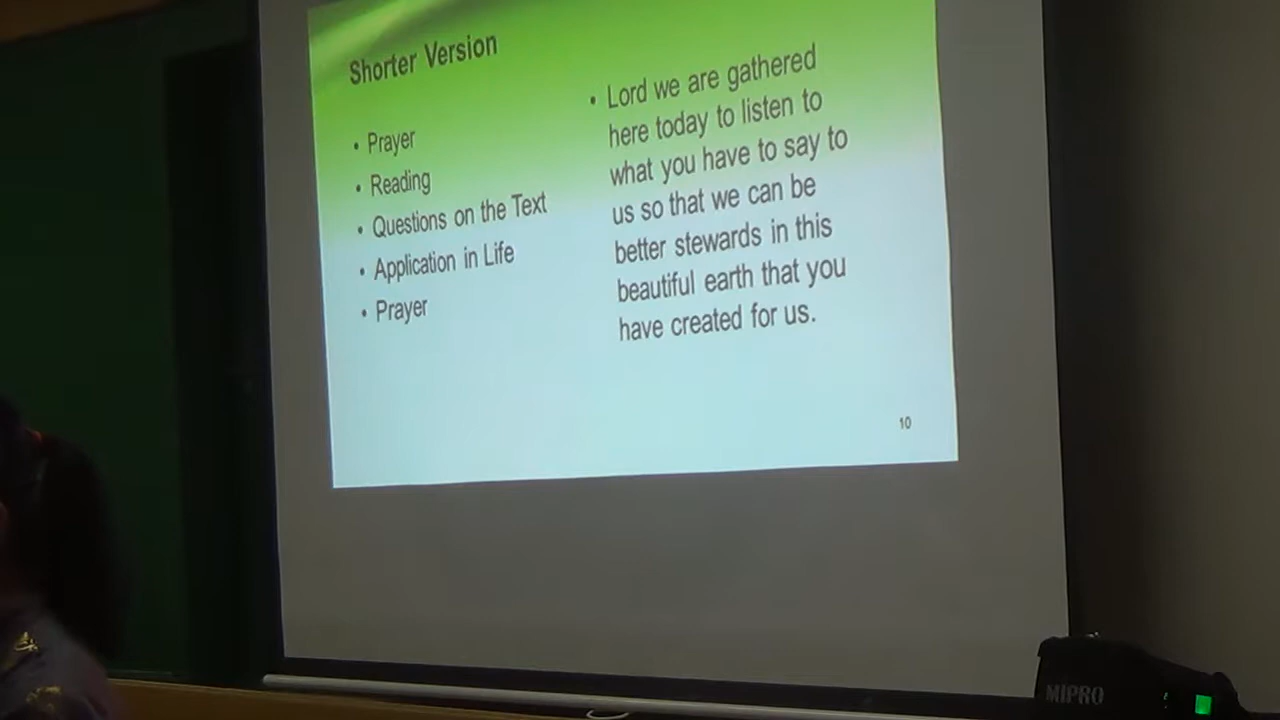 Shorter Version
• Prayer
• Reading
• Questions on the Text
• Application in Life
• Prayer
• Lord we are gathered
here today to listen to
what you have to say to
us so that we can be
better stewards in this
beautiful earth that you
have created for us.
10
MIPRO